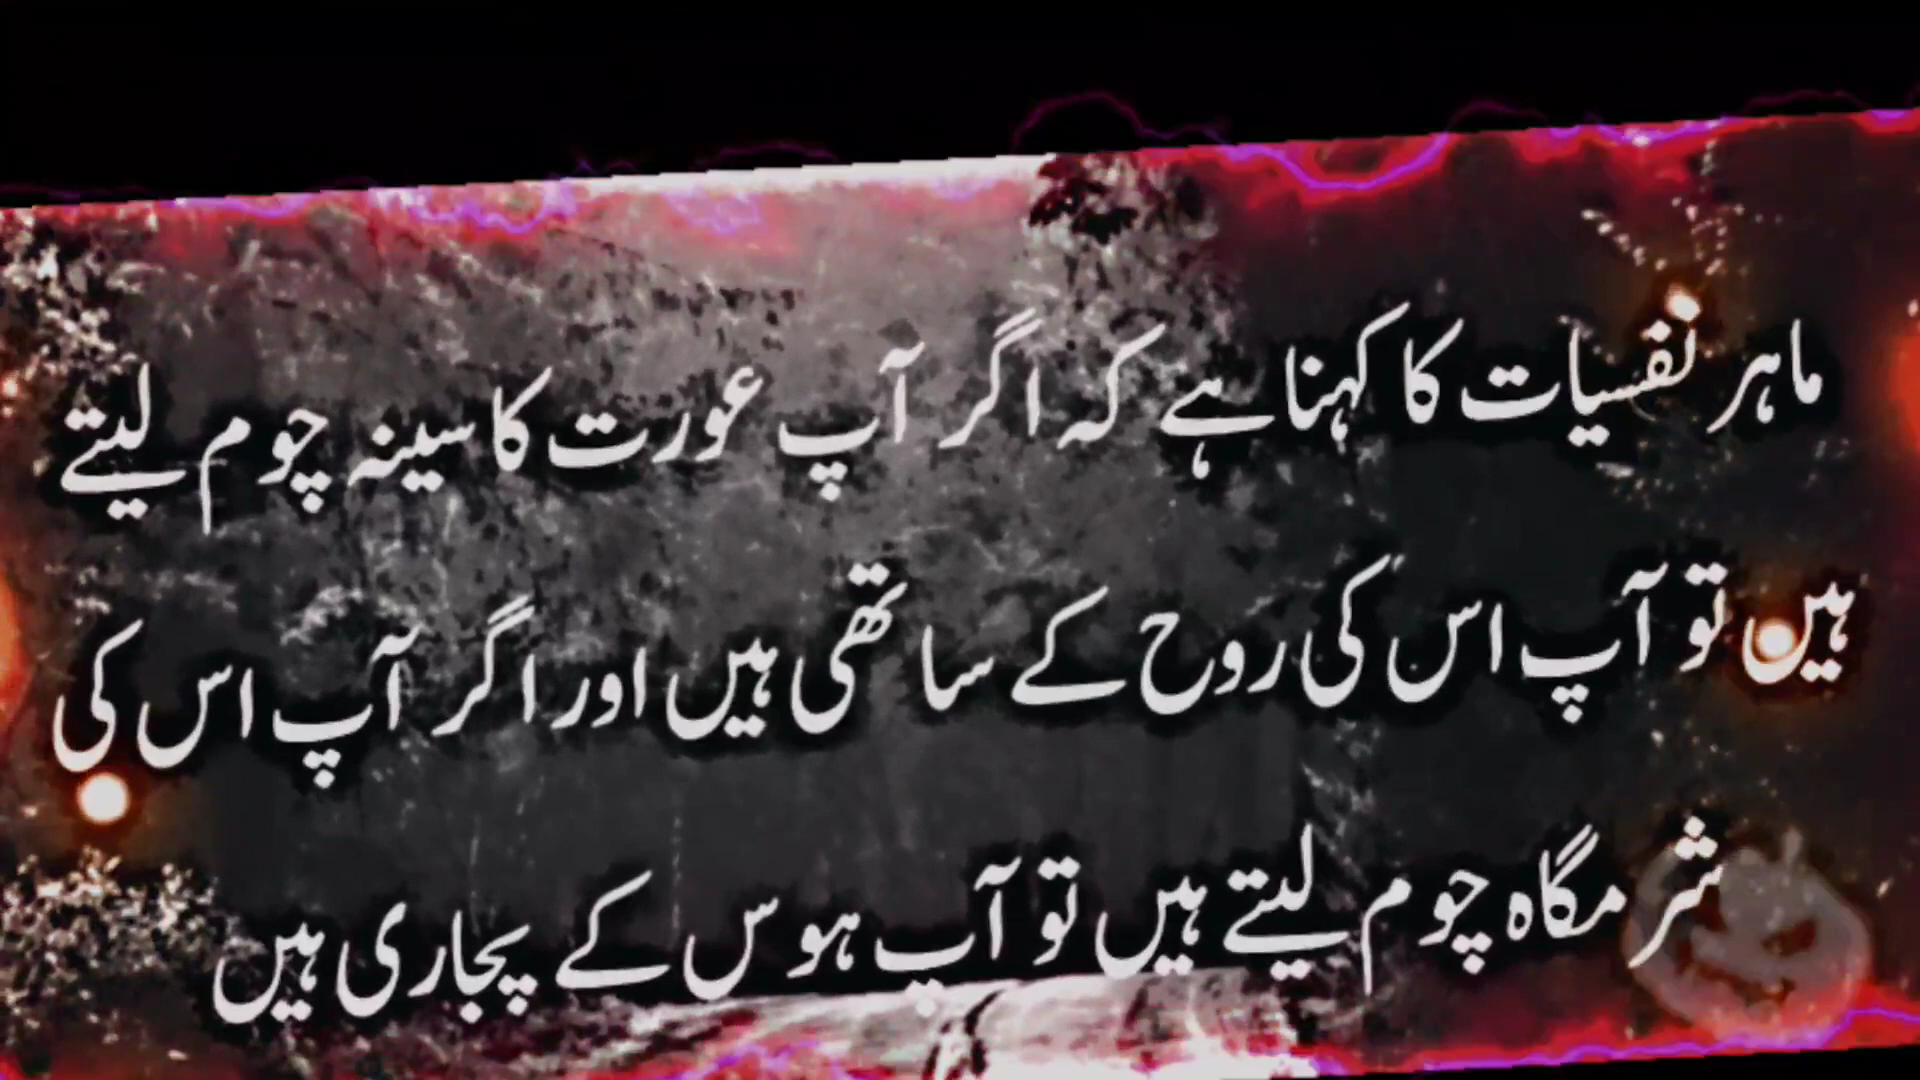 ماہر نفسیات کا کہنا ہے کہ اگر آپ عورت کا سینہ چوم لیتے
ہیں تو آپ اس کی روح کے ساتھی ہیں اور اگر آپ اس کی
شرمگاہ چوم لیتے ہیں تو آپ ہوس کے پجاری ہیں